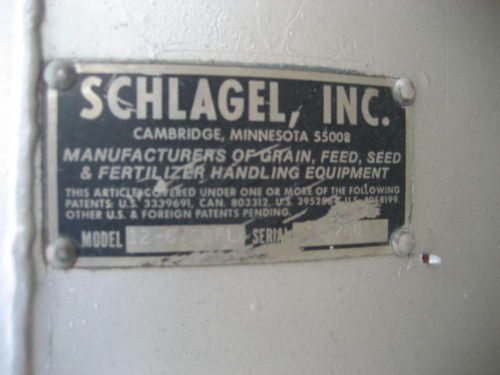 SCHLAGEL, INC.
CAMBRIDGE, MINNESOTA 55008
MANUFACTURERS OF GRAIN, FEED, SEED
& FERTILIZER HANDLING EQUIPMENT
THIS ARTICLE COVERED UNDER ONE OR MORE OF THE FOLLOWING
PATENTS: U.S. 3339691, CAN. 803312, U.S. U.S.
OTHER U.S. & FOREIGN PATENTS PENDING.
MODEL SERIAL